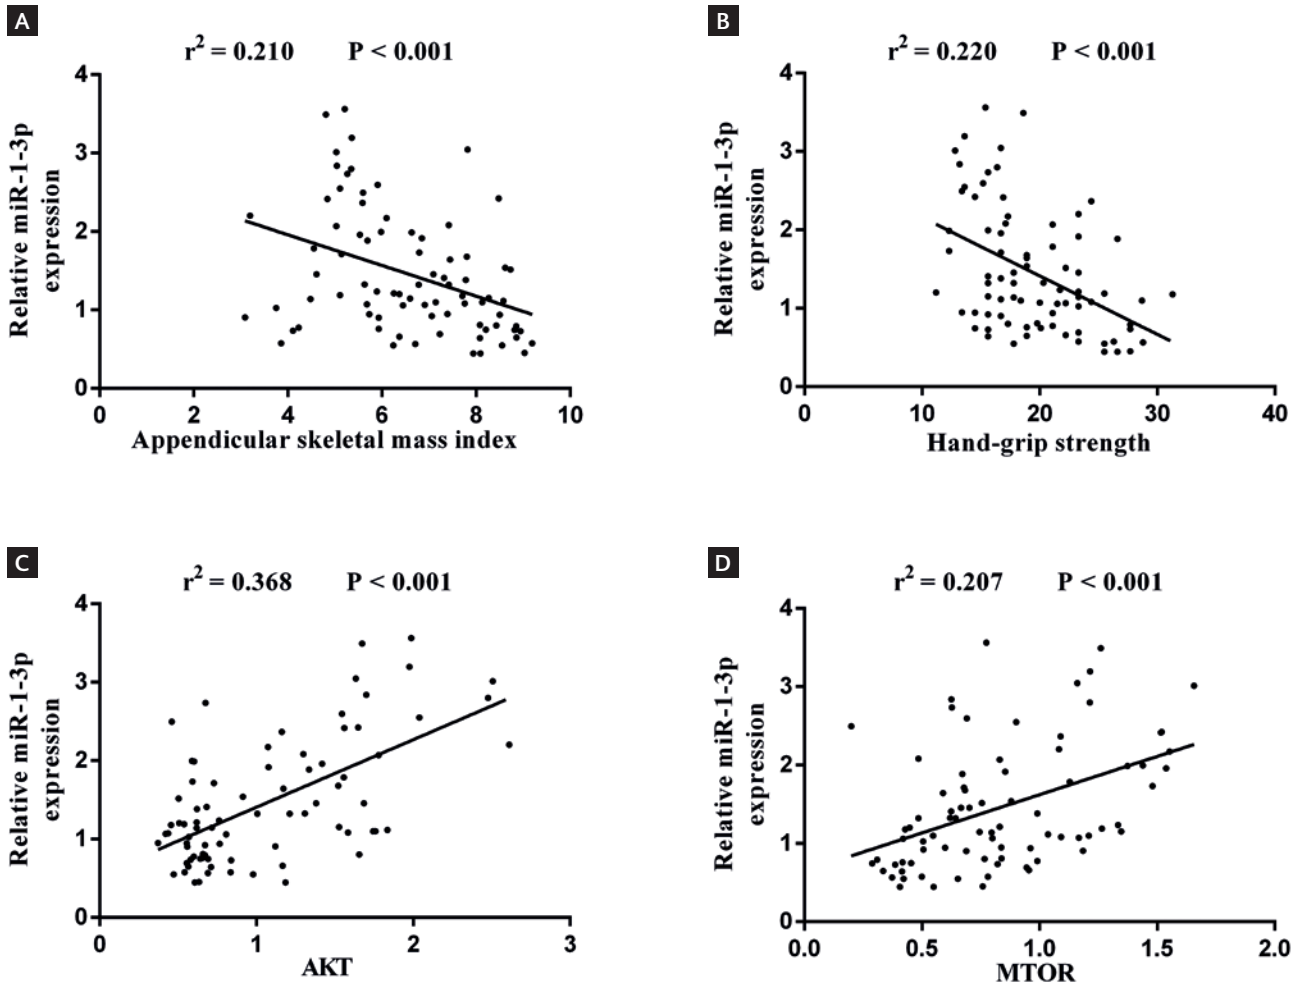 A
r² = 0.210 P < 0.001
Relative miR-1-3p
expression
4
3
2
1
0
0 2 4 6 8 10
Appendicular skeletal mass index
B
r² = 0.220 P < 0.001
Relative miR-1-3p
expression
4
3
2
1
0
0 10 20 30 40
Hand-grip strength
C
r² = 0.368 P < 0.001
Relative miR-1-3p
expression
4
3
2
1
0
0 1 2 3
AKT
D
r² = 0.207 P < 0.001
Relative miR-1-3p
expression
4
3
2
1
0
0.0 0.5 1.0 1.5 2.0
MTOR